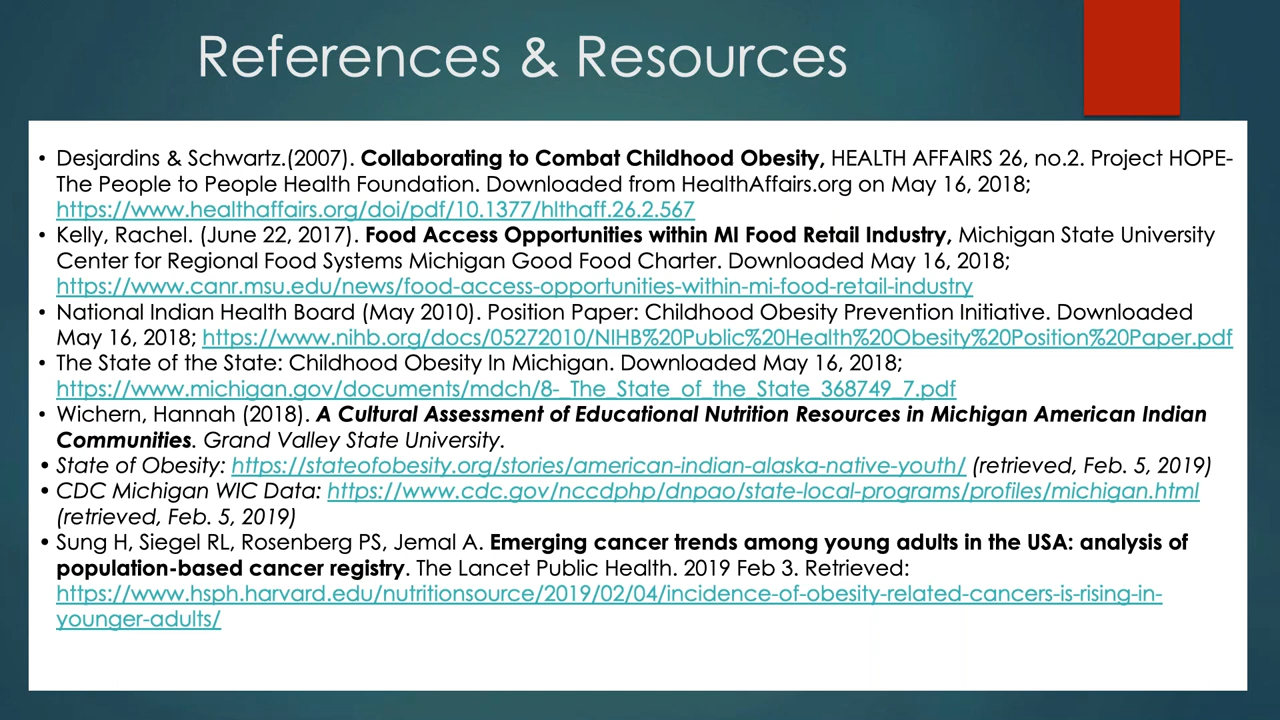 References & Resources
• Desjardins & Schwartz.(2007). Collaborating to Combat Childhood Obesity, HEALTH AFFAIRS 26, no.2. Project HOPE-
The People to People Health Foundation. Downloaded from HealthAffairs.org on May 16, 2018;
https://www.healthaffairs.org/doi/pdf/10.1377/hlthaff.26.2.567
• Kelly, Rachel. (June 22, 2017). Food Access Opportunities within MI Food Retail Industry, Michigan State University
Center for Regional Food Systems Michigan Good Food Charter. Downloaded May 16, 2018;
https://www.canr.msu.edu/news/food-access-opportunities-within-mi-food-retail-industry
• National Indian Health Board (May 2010). Position Paper: Childhood Obesity Prevention Initiative. Downloaded
May 16, 2018; https://www.nihb.org/docs/05272010/NIHB%20Public%20Health%20Obesity%20Position%20Paper.pdf
• The State of the State: Childhood Obesity In Michigan. Downloaded May 16, 2018;
https://www.michigan.gov/documents/mdch/8-_The_State_of_the_State_368749_7.pdf
• Wichern, Hannah (2018). A Cultural Assessment of Educational Nutrition Resources in Michigan American Indian
Communities. Grand Valley State University.
• State of Obesity: https://stateofobesity.org/stories/american-indian-alaska-native-youth/ (retrieved, Feb. 5, 2019)
• CDC Michigan WIC Data: https://www.cdc.gov/nccdphp/dnpao/state-local-programs/profiles/michigan.html
(retrieved, Feb. 5, 2019)
• Sung H, Siegel RL, Rosenberg PS, Jemal A. Emerging cancer trends among young adults in the USA: analysis of
population-based cancer registry. The Lancet Public Health. 2019 Feb 3. Retrieved:
https://www.hsph.harvard.edu/nutritionsource/2019/02/04/incidence-of-obesity-related-cancers-is-rising-in-
younger-adults/